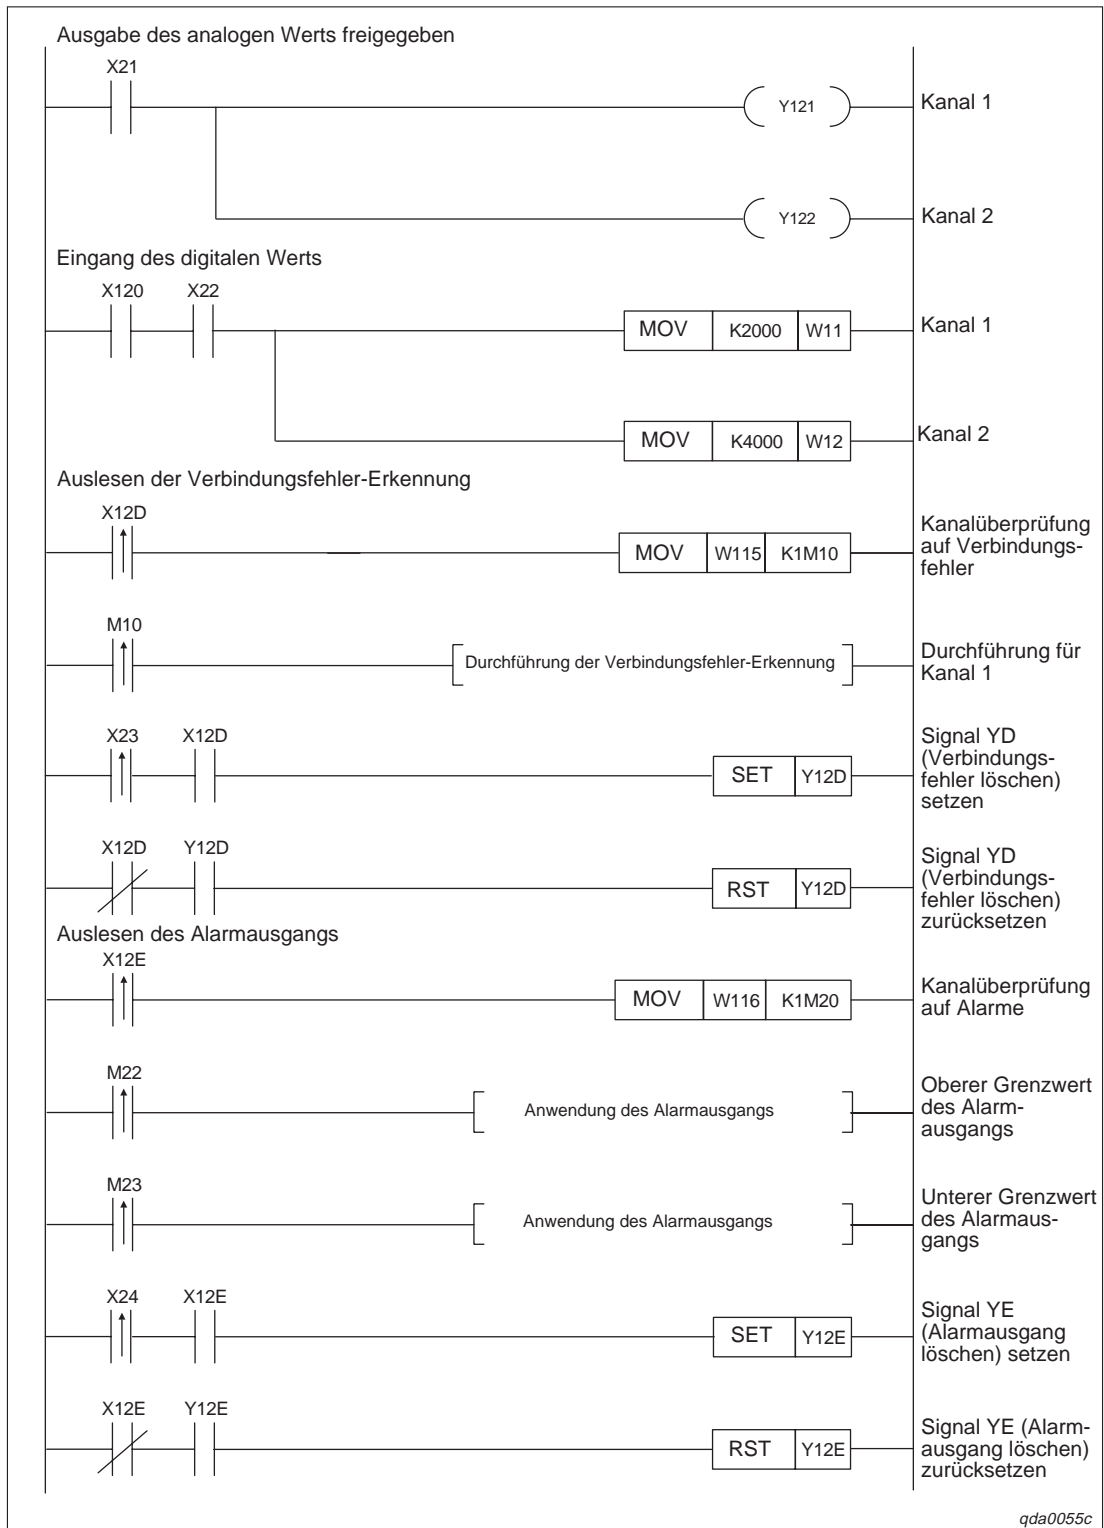 Ausgabe des analogen Werts freigegeben
X21
Y121
Kanal 1
Y122
Kanal 2
Eingang des digitalen Werts
X120 X22
MOV K2000 W11
Kanal 1
MOV K4000 W12
Kanal 2
Auslesen der Verbindungsfehler-Erkennung
X12D
MOV W115 K1M10
Kanalüberprüfung
auf Verbindungs-
fehler
M10
Durchführung der Verbindungsfehler-Erkennung
Durchführung für
Kanal 1
X23 X12D
SET Y12D
Signal YD
(Verbindungs-
fehler löschen)
setzen
X12D Y12D
RST Y12D
Signal YD
(Verbindungs-
fehler löschen)
zurücksetzen
Auslesen des Alarmausgangs
X12E
MOV W116 K1M20
Kanalüberprüfung
auf Alarme
M22
Anwendung des Alarmausgangs
Oberer Grenzwert
des Alarm-
ausgangs
M23
Anwendung des Alarmausgangs
Unterer Grenzwert
des Alarmaus-
gangs
X24 X12E
SET Y12E
Signal YE
(Alarmausgang
löschen) setzen
X12E Y12E
RST Y12E
Signal YE (Alarm-
ausgang löschen)
zurücksetzen
qda0055c